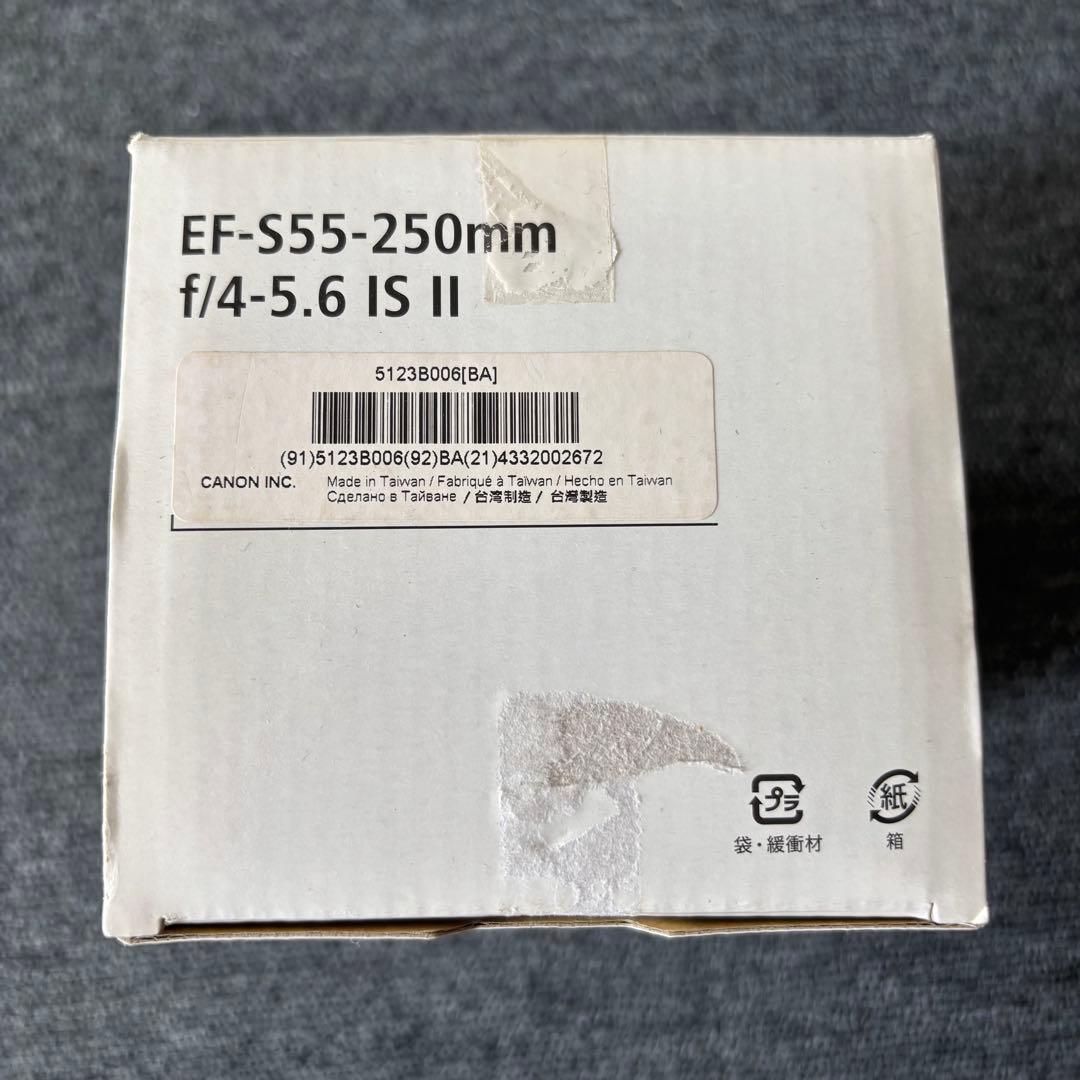 EF-S55-250mm
f/4-5.6 IS II
5123B006[BA]
(91)5123B006(92)BA(21)4332002672
CANON INC.
Made in Taiwan / Fabriqué à Taïwan / Hecho en Taiwan
Сделано в Тайване / 台湾制造 / 台灣製造
プラ
袋・緩衝材
紙
箱